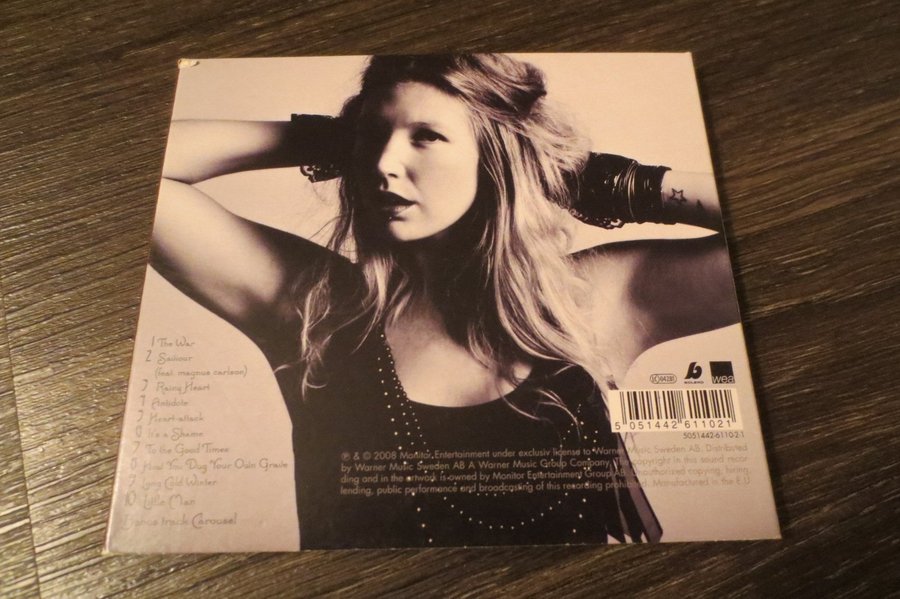 1 The War
2 Saviour
(feat. magnus carlson)
3 Rainy Heart
4 Antidote
5 Heart-attack
6 It's a Shame
7 To the Good Times
8 How You Dug Your Own Grave
9 Long Cold Winter
10 Little Man
Bonus track Carousel
LC 04281
BOLERO
wea
5 051442 611021
5051442-6110-2-1
℗ & © 2008 Monitor Entertainment under exclusive license to Warner Music Sweden AB. Distributed
by Warner Music Sweden AB A Warner Music Group Company. The copyright in this sound recor
ding and in the artwork is owned by Monitor Entertainment Group AB. Unauthorized copying, hiring,
lending, public performance and broadcasting of this recording prohibited. Manufactured in the E.U.